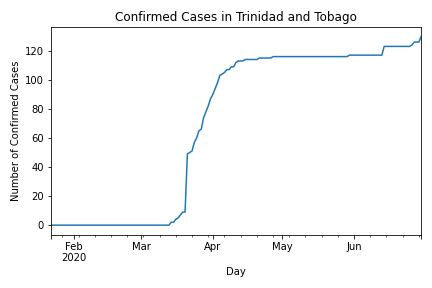 Confirmed Cases in Trinidad and Tobago
Number of Confirmed Cases
120
100
80
60
40
20
0
Feb Mar Apr May Jun
2020
Day